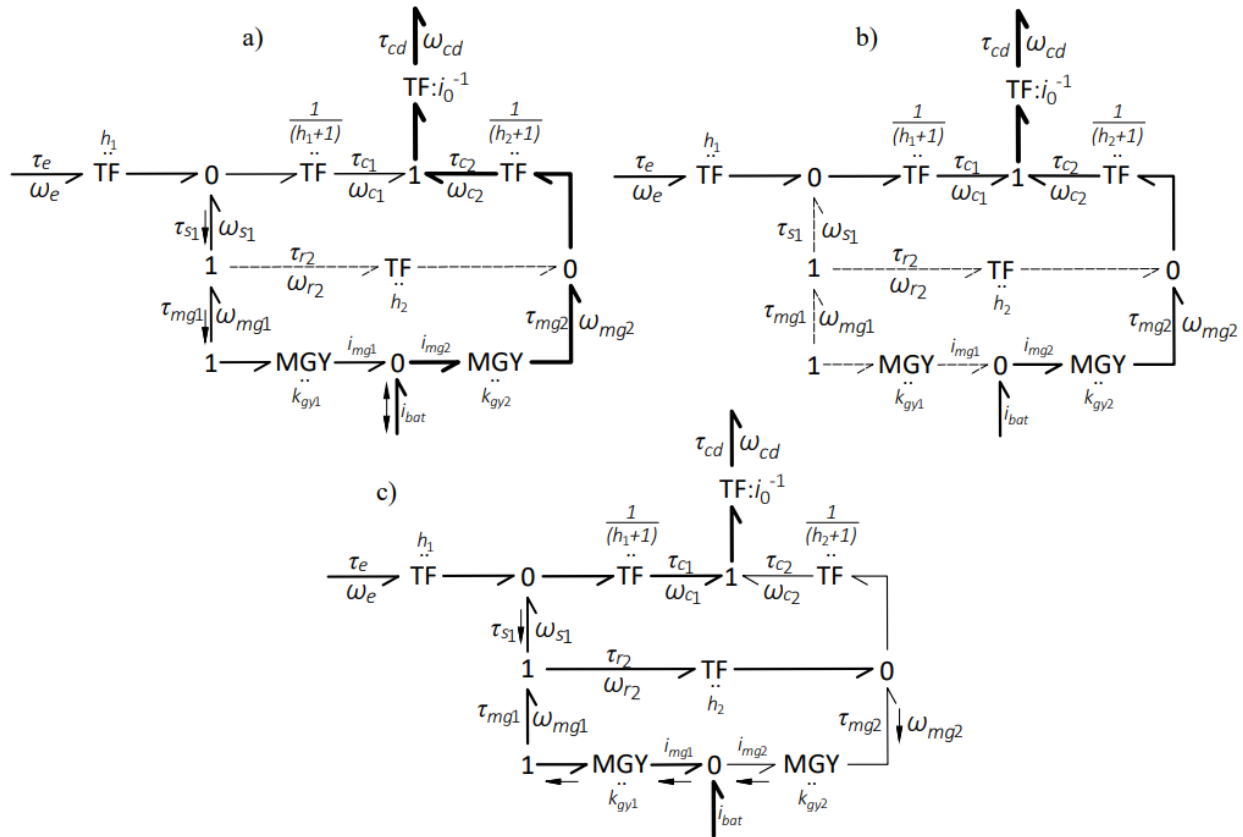 a)
τcd ωcd
TF:i0^-1
h1
1/(h1+1)
1/(h2+1)
τe
ωe
TF 0 TF
τc1
ωc1
1
τc2
ωc2
TF
τs1 ωs1
1
τr2
ωr2
TF
h2
0
τmg1 ωmg1
τmg2 ωmg2
1 MGY
img1
0
img2
MGY
kgy1
ibat
kgy2
b)
τcd ωcd
TF:i0^-1
h1
1/(h1+1)
1/(h2+1)
τe
ωe
TF 0 TF
τc1
ωc1
1
τc2
ωc2
TF
τs1 ωs1
1
τr2
ωr2
TF
h2
0
τmg1 ωmg1
τmg2 ωmg2
1 MGY
img1
0
img2
MGY
kgy1
ibat
kgy2
c)
τcd ωcd
TF:i0^-1
h1
1/(h1+1)
1/(h2+1)
τe
ωe
TF 0 TF
τc1
ωc1
1
τc2
ωc2
TF
τs1 ωs1
1
τr2
ωr2
TF
h2
0
τmg1 ωmg1
τmg2 ωmg2
1 MGY
img1
0
img2
MGY
kgy1
ibat
kgy2